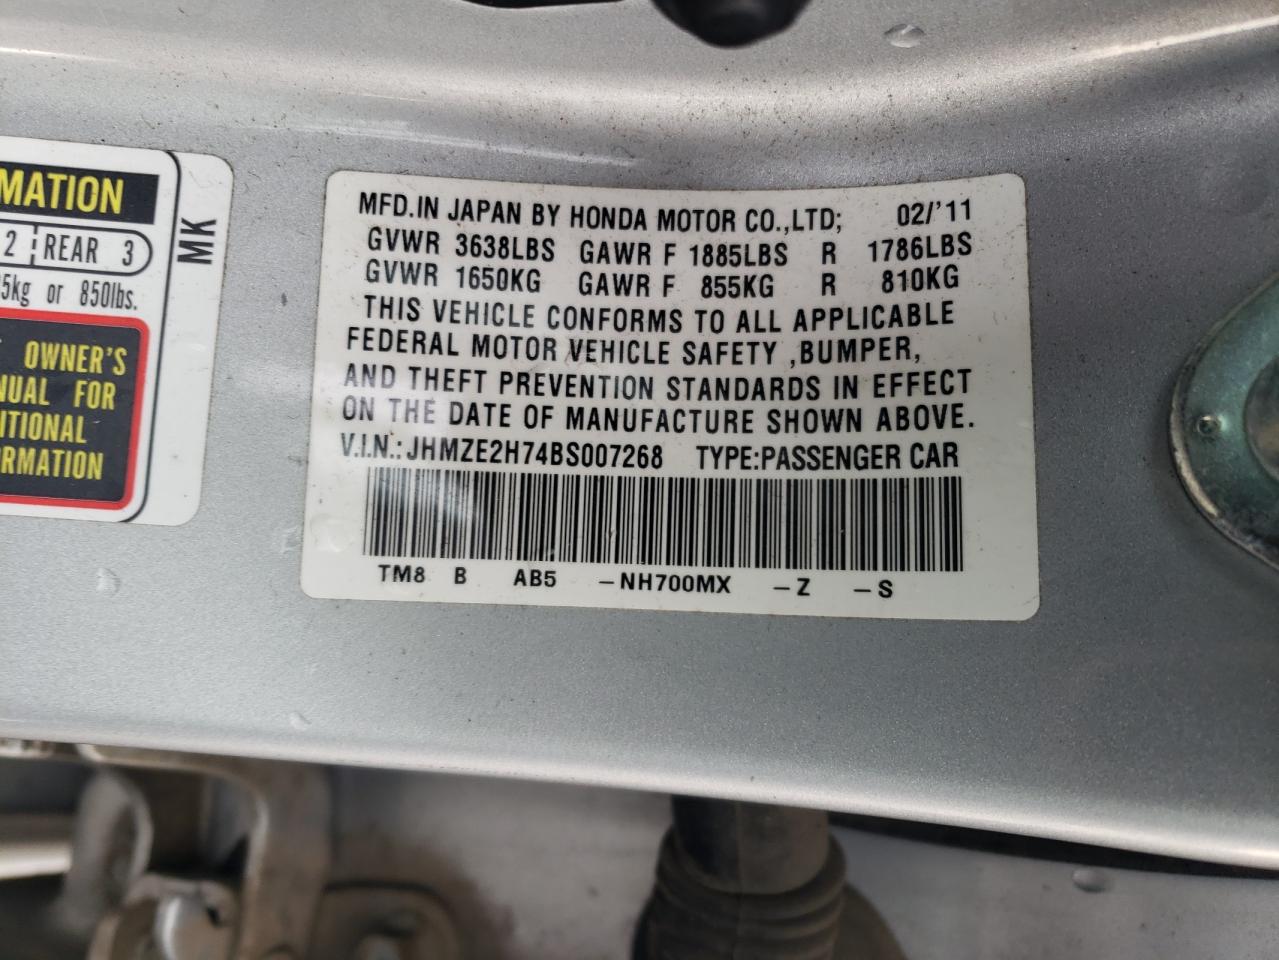 MATION
2 REAR 3
5kg or 850lbs.
OWNER'S
NUAL FOR
ITIONAL
RMATION
MK
MFD.IN JAPAN BY HONDA MOTOR CO.,LTD; 02/'11
GVWR 3638LBS GAWR F 1885LBS R 1786LBS
GVWR 1650KG GAWR F 855KG R 810KG
THIS VEHICLE CONFORMS TO ALL APPLICABLE
FEDERAL MOTOR VEHICLE SAFETY ,BUMPER,
AND THEFT PREVENTION STANDARDS IN EFFECT
ON THE DATE OF MANUFACTURE SHOWN ABOVE.
V.I.N.: JHMZE2H74BS007268 TYPE:PASSENGER CAR
TM8 B AB5 -NH700MX -Z -S